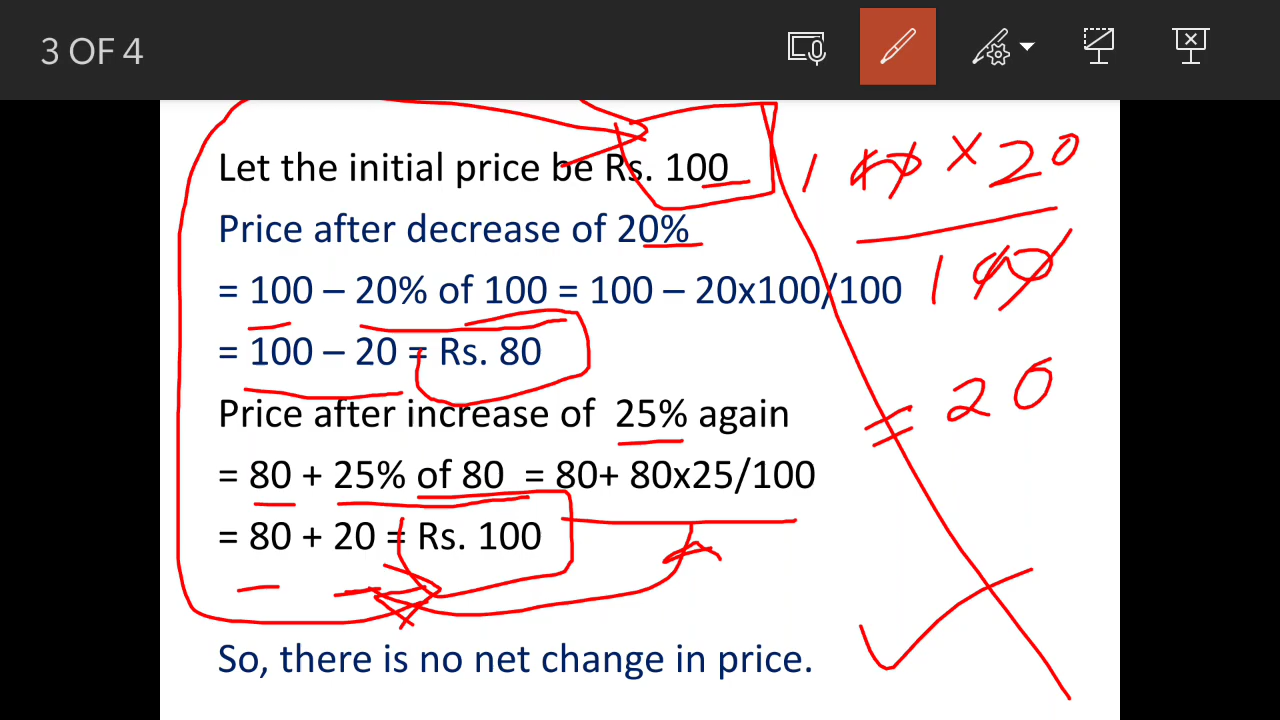 3 OF 4
Let the initial price be Rs. 100
Price after decrease of 20%
= 100 – 20% of 100 = 100 – 20x100/100
= 100 – 20 = Rs. 80
Price after increase of 25% again
= 80 + 25% of 80 = 80+ 80x25/100
= 80 + 20 = Rs. 100
So, there is no net change in price.
100 × 20
100
= 20